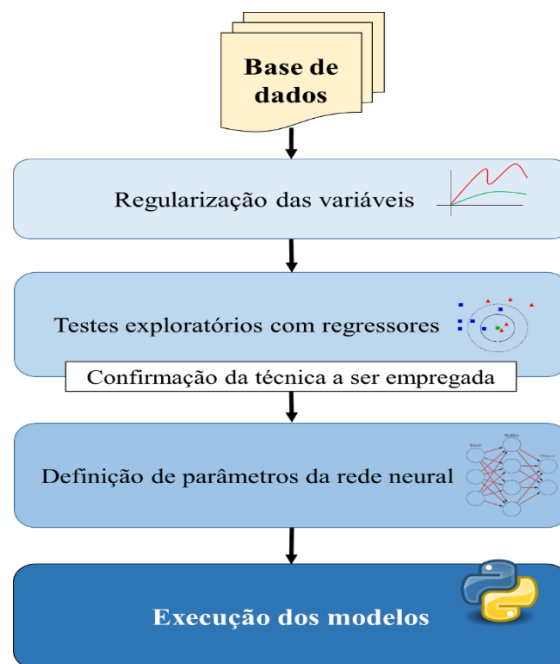 Base de
dados
Regularização das variáveis
Testes exploratórios com regressores
Confirmação da técnica a ser empregada
Definição de parâmetros da rede neural
Execução dos modelos